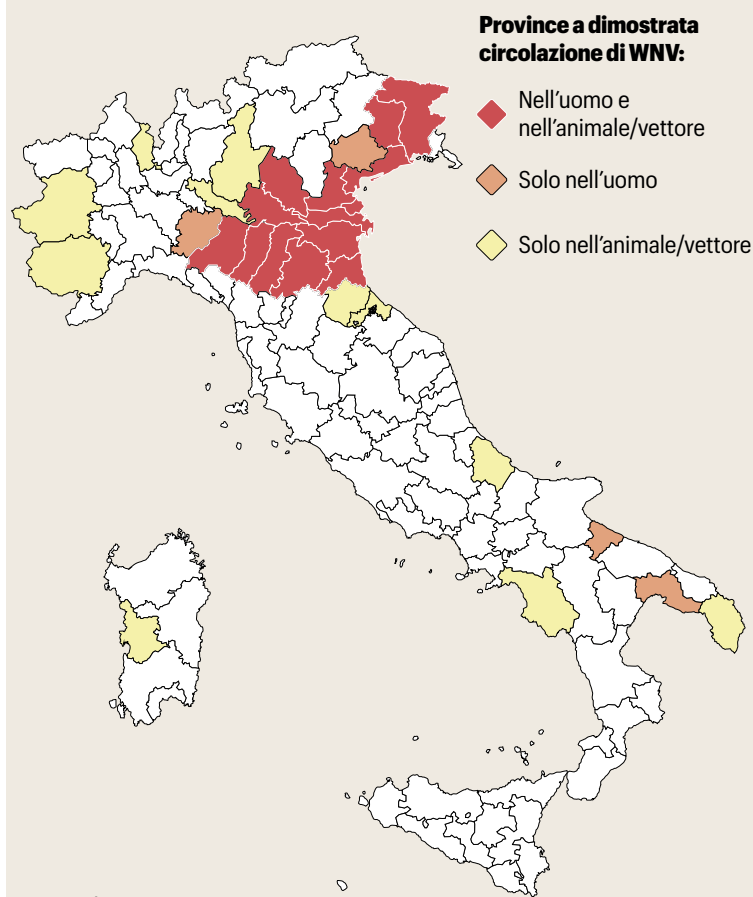 Province a dimostrata
circolazione di WNV:
Nell'uomo e
nell'animale/vettore
Solo nell'uomo
Solo nell'animale/vettore